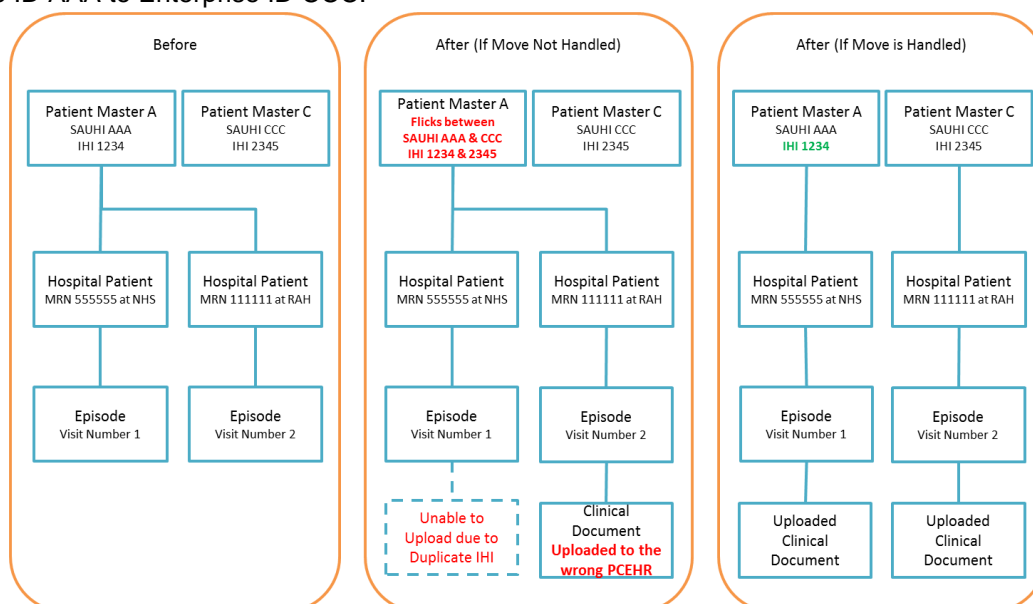 Before
Patient Master A
SAUHI AAA
IHI 1234
Patient Master C
SAUHI CCC
IHI 2345
Hospital Patient
MRN 555555 at NHS
Hospital Patient
MRN 111111 at RAH
Episode
Visit Number 1
Episode
Visit Number 2
After (If Move Not Handled)
Patient Master A
Flicks between
SAUHI AAA & CCC
IHI 1234 & 2345
Patient Master C
SAUHI CCC
IHI 2345
Hospital Patient
MRN 555555 at NHS
Hospital Patient
MRN 111111 at RAH
Episode
Visit Number 1
Episode
Visit Number 2
Unable to
Upload due to
Duplicate IHI
Clinical
Document
Uploaded to the
wrong PCEHR
After (If Move is Handled)
Patient Master A
SAUHI AAA
IHI 1234
Patient Master C
SAUHI CCC
IHI 2345
Hospital Patient
MRN 555555 at NHS
Hospital Patient
MRN 111111 at RAH
Episode
Visit Number 1
Episode
Visit Number 2
Uploaded
Clinical
Document
Uploaded
Clinical
Document